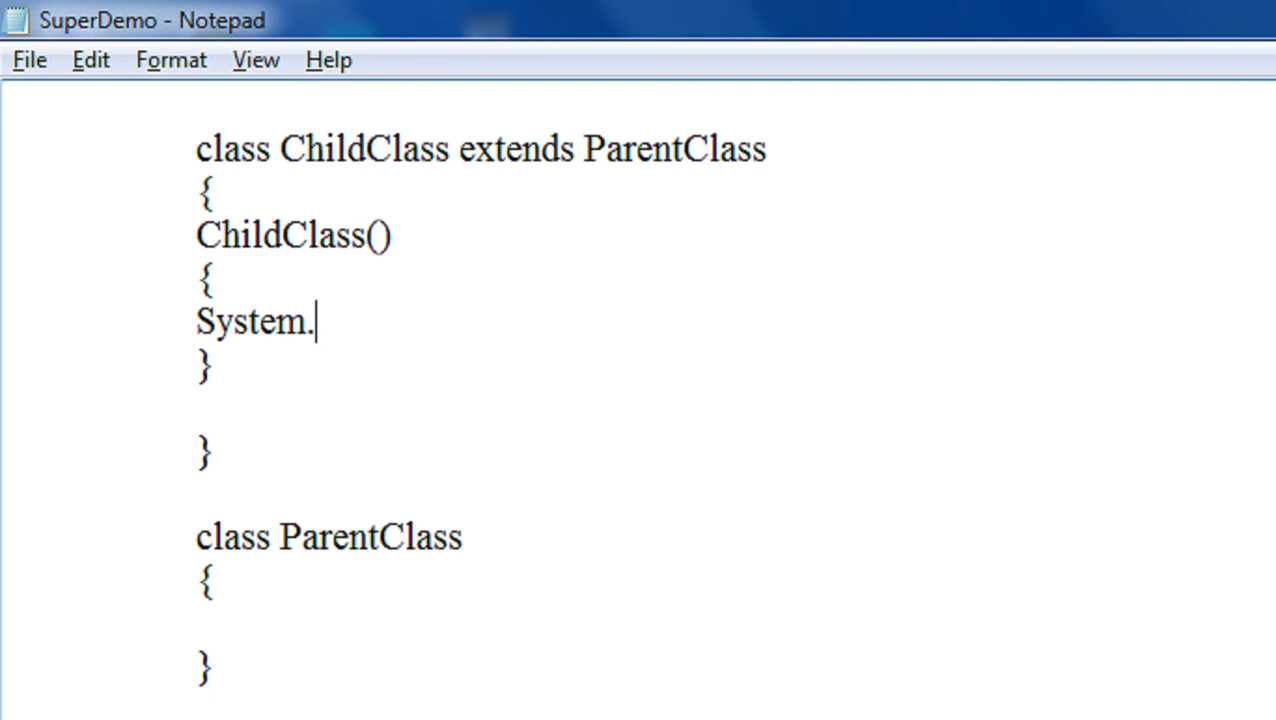 SuperDemo - Notepad
File Edit Format View Help
class ChildClass extends ParentClass
{
ChildClass()
{
System.
}
}
class ParentClass
{
}